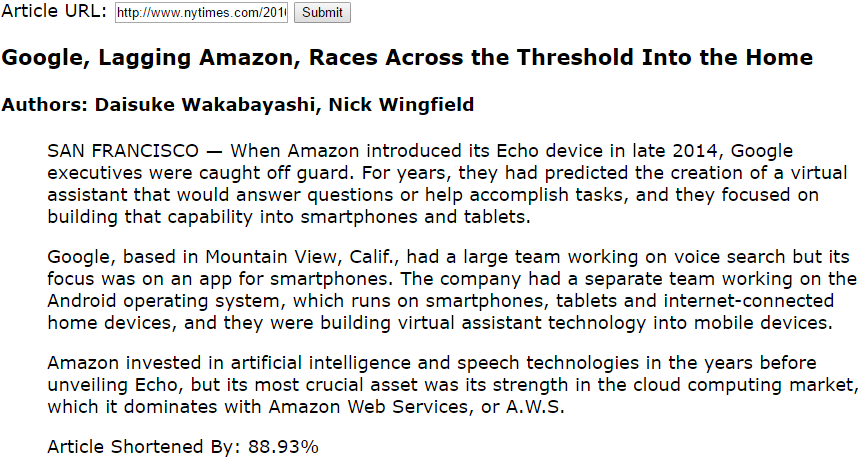 Article URL: http://www.nytimes.com/201 Submit
Google, Lagging Amazon, Races Across the Threshold Into the Home
Authors: Daisuke Wakabayashi, Nick Wingfield
SAN FRANCISCO — When Amazon introduced its Echo device in late 2014, Google
executives were caught off guard. For years, they had predicted the creation of a virtual
assistant that would answer questions or help accomplish tasks, and they focused on
building that capability into smartphones and tablets.
Google, based in Mountain View, Calif., had a large team working on voice search but its
focus was on an app for smartphones. The company had a separate team working on the
Android operating system, which runs on smartphones, tablets and internet-connected
home devices, and they were building virtual assistant technology into mobile devices.
Amazon invested in artificial intelligence and speech technologies in the years before
unveiling Echo, but its most crucial asset was its strength in the cloud computing market,
which it dominates with Amazon Web Services, or A.W.S.
Article Shortened By: 88.93%